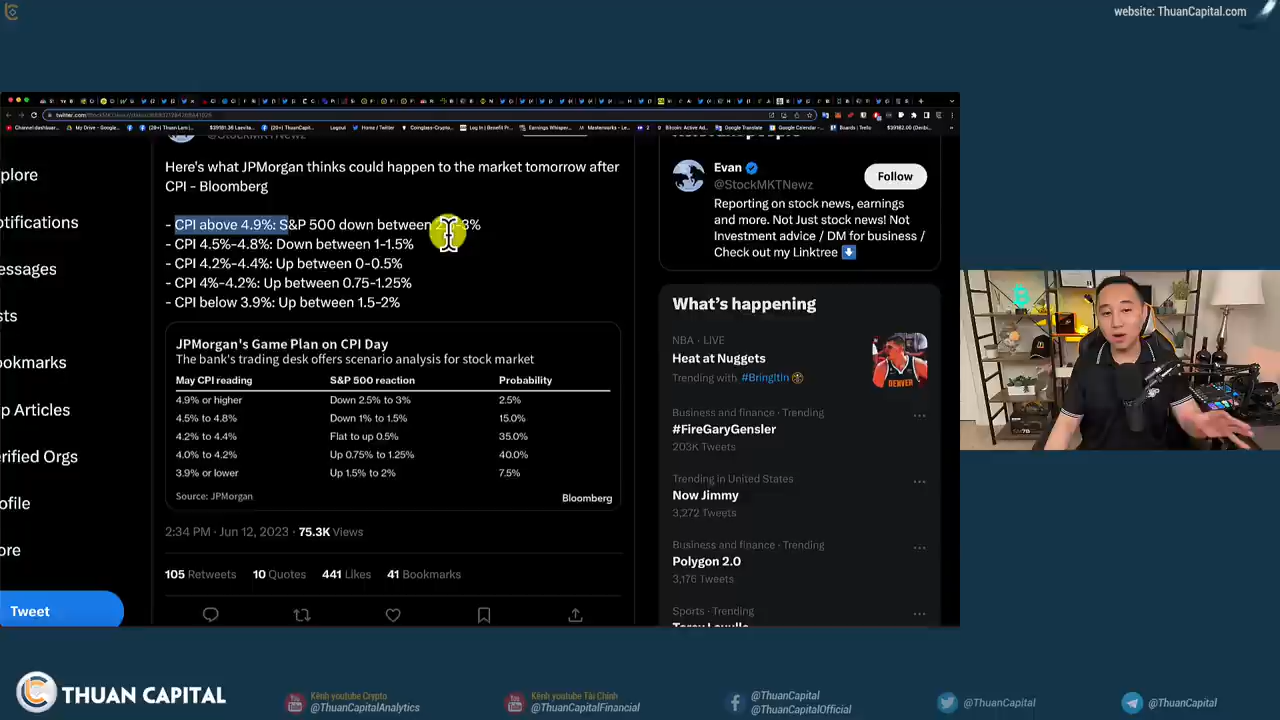 website: ThuanCapital.com
@StockMKTNewz
Here's what JPMorgan thinks could happen to the market tomorrow after
CPI - Bloomberg
- CPI above 4.9%: S&P 500 down between
- CPI 4.5%-4.8%: Down between 1-1.5%
- CPI 4.2%-4.4%: Up between 0-0.5%
- CPI 4%-4.2%: Up between 0.75-1.25%
- CPI below 3.9%: Up between 1.5-2%
JPMorgan's Game Plan on CPI Day
The bank's trading desk offers scenario analysis for stock market
May CPI reading S&P 500 reaction Probability
4.9% or higher Down 2.5% to 3% 2.5%
4.5% to 4.8% Down 1% to 1.5% 15.0%
4.2% to 4.4% Flat to up 0.5% 35.0%
4.0% to 4.2% Up 0.75% to 1.25% 40.0%
3.9% or lower Up 1.5% to 2% 7.5%
Source: JPMorgan
Bloomberg
2:34 PM · Jun 12, 2023 · 75.3K Views
105 Retweets 10 Quotes 441 Likes 41 Bookmarks
plore
otifications
essages
sts
ookmarks
p Articles
erified Orgs
ofile
ore
Tweet
Evan
@StockMKTNewz
Follow
Reporting on stock news, earnings
and more. Not Just stock news! Not
Investment advice / DM for business /
Check out my Linktree
What's happening
NBA · LIVE
Heat at Nuggets
Trending with #BringItIn
DENVER
Business and finance · Trending
#FireGaryGensler
203K Tweets
Trending in United States
Now Jimmy
3,272 Tweets
Business and finance · Trending
Polygon 2.0
3,176 Tweets
Sports · Trending
THUAN CAPITAL
Kênh youtube Crypto
@ThuanCapitalAnalytics
Kênh youtube Tài Chính
@ThuanCapitalFinancial
@ThuanCapital
@ThuanCapitalOfficial
@ThuanCapital
@ThuanCapital